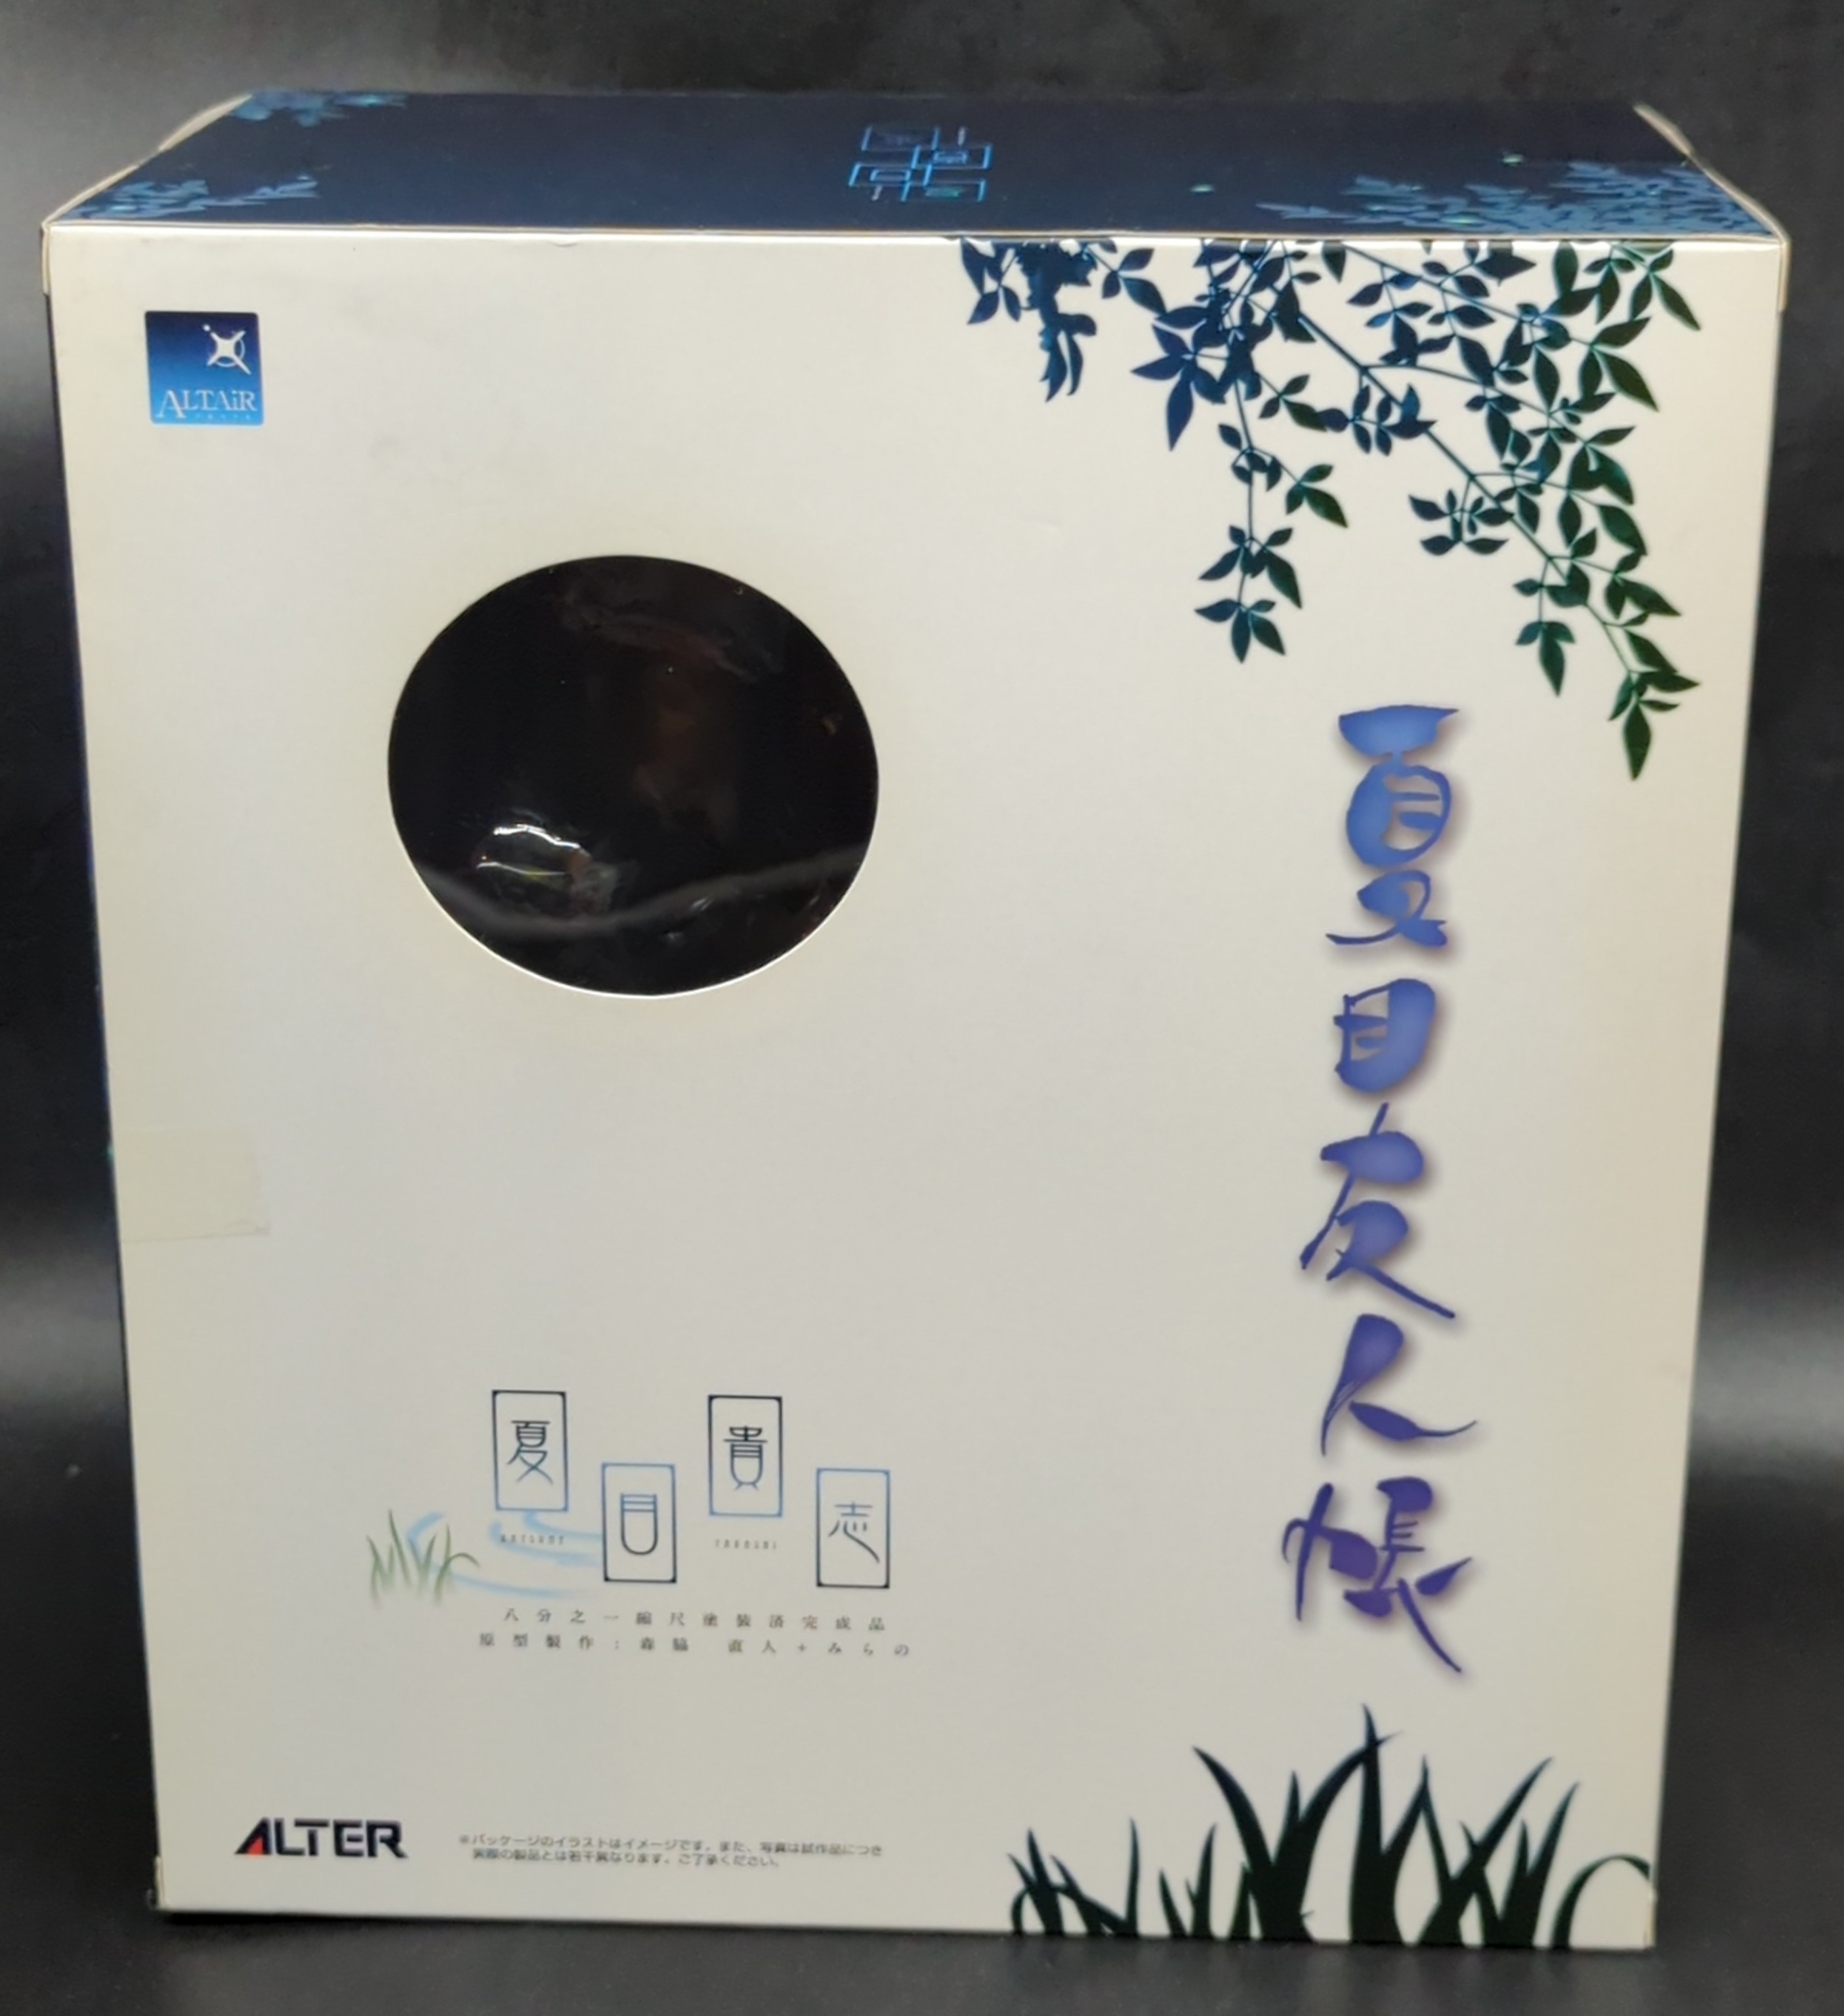 ALTAiR
夏目友人帳
夏目貴志
NATSUME TAKASHI
八分之一縮尺塗装済完成品
原型製作：森脇 直人＋みらの
ALTER
※パッケージのイラストはイメージです。また、写真は試作品につき
実際の製品とは若干異なります。ご了承ください。